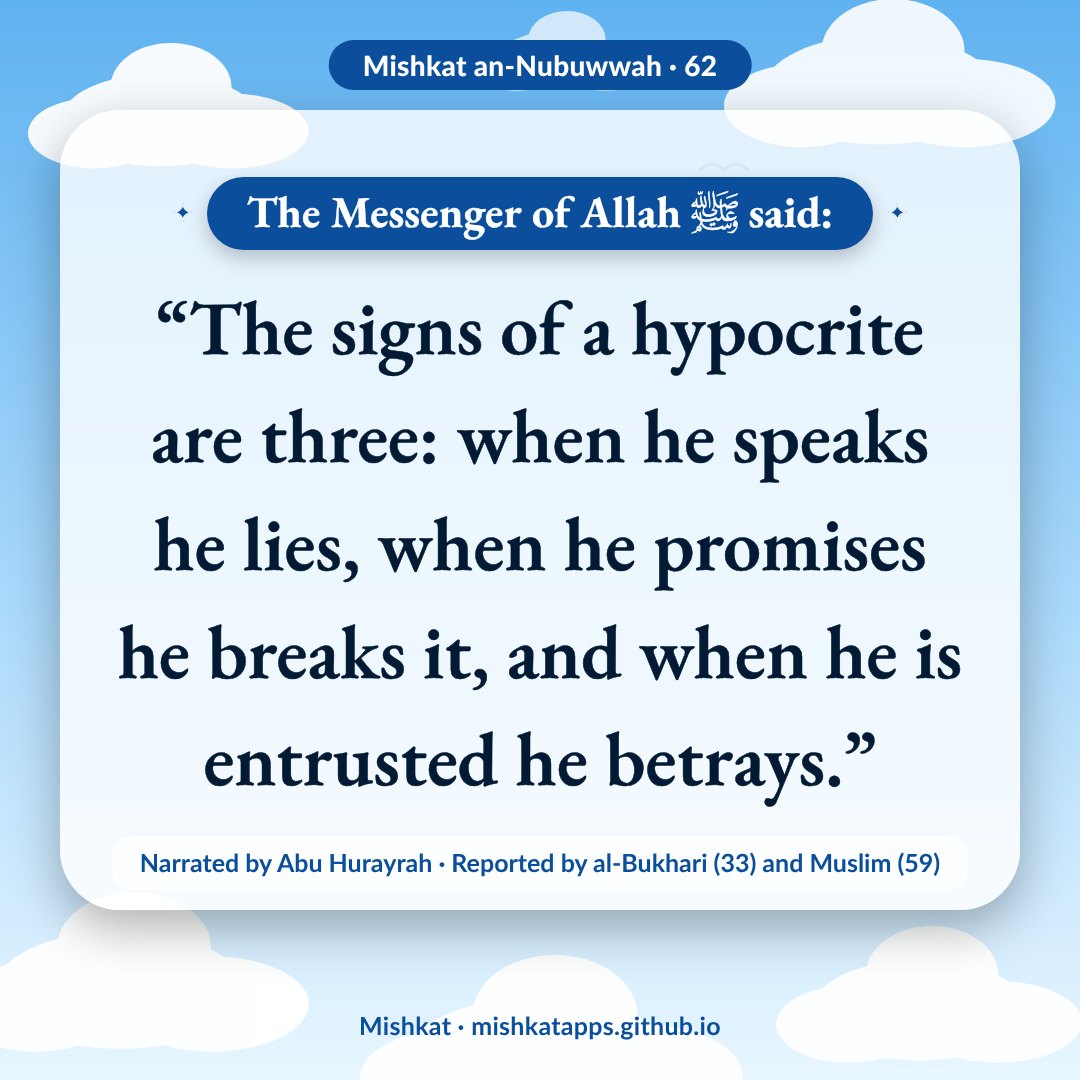 Mishkat an-Nubuwwah · 62
The Messenger of Allah ﷺ said:
“The signs of a hypocrite
are three: when he speaks
he lies, when he promises
he breaks it, and when he is
entrusted he betrays.”
Narrated by Abu Hurayrah · Reported by al-Bukhari (33) and Muslim (59)
Mishkat · mishkatapps.github.io